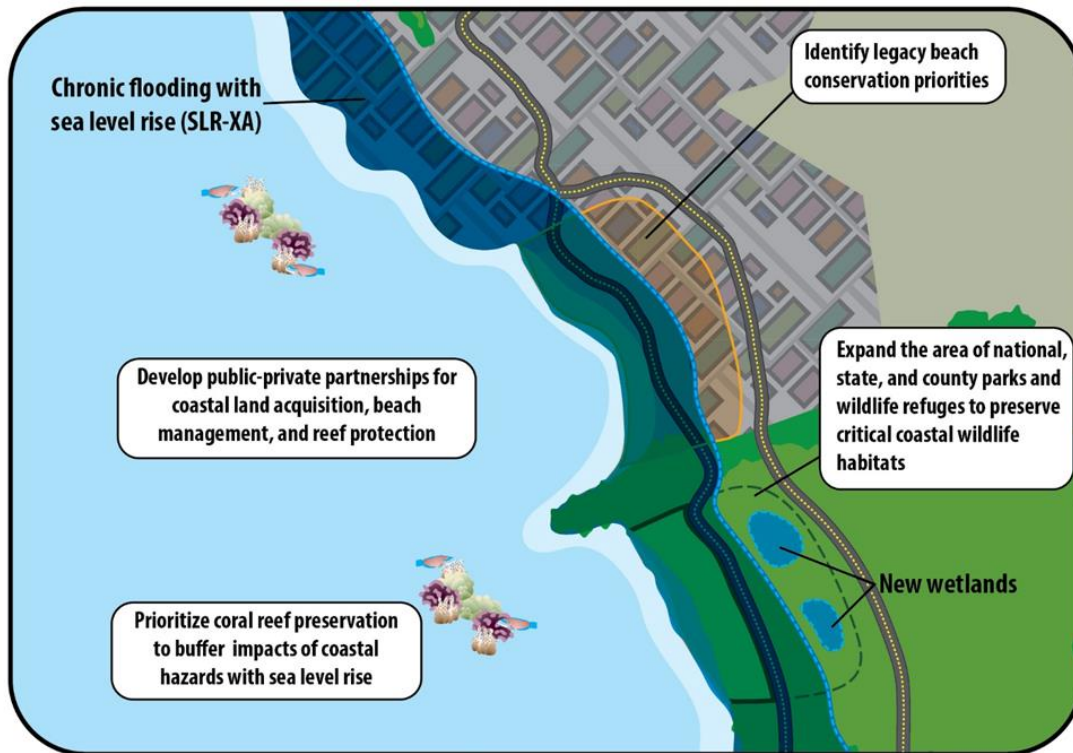 Identify legacy beach
conservation priorities
Chronic flooding with
sea level rise (SLR-XA)
Expand the area of national,
state, and county parks and
wildlife refuges to preserve
critical coastal wildlife
habitats
Develop public-private partnerships for
coastal land acquisition, beach
management, and reef protection
New wetlands
Prioritize coral reef preservation
to buffer impacts of coastal
hazards with sea level rise